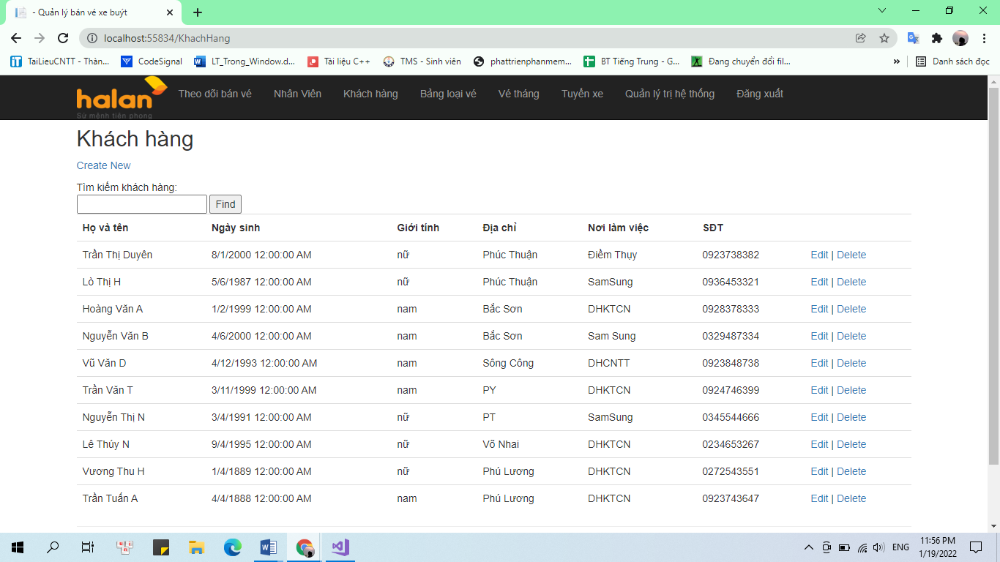 - Quản lý bán vé xe buýt
localhost:55834/KhachHang
TaiLieuCNTT - Thàn... CodeSignal LT_Trong_Window.d... Tài liệu C++ TMS - Sinh viên phattrienphanmem... BT Tiếng Trung - G... Đang chuyển đổi fil... » Danh sách đọc
halan
Sứ mệnh tiên phong
Theo dõi bán vé Nhân Viên Khách hàng Bảng loại vé Vé tháng Tuyến xe Quản lý trị hệ thống Đăng xuất
Khách hàng
Create New
Tìm kiếm khách hàng:
Find
Họ và tên Ngày sinh Giới tính Địa chỉ Nơi làm việc SĐT
Trần Thị Duyên 8/1/2000 12:00:00 AM nữ Phúc Thuận Điềm Thụy 0923738382 Edit | Delete
Lò Thị H 5/6/1987 12:00:00 AM nữ Phúc Thuận SamSung 0936453321 Edit | Delete
Hoàng Văn A 1/2/1999 12:00:00 AM nam Bắc Sơn DHKTCN 0928378333 Edit | Delete
Nguyễn Văn B 4/6/2000 12:00:00 AM nam Bắc Sơn Sam Sung 0329487334 Edit | Delete
Vũ Văn D 4/12/1993 12:00:00 AM nam Sông Công DHCNTT 0923848738 Edit | Delete
Trần Văn T 3/11/1999 12:00:00 AM nam PY DHKTCN 0924746399 Edit | Delete
Nguyễn Thị N 3/4/1991 12:00:00 AM nữ PT SamSung 0345544666 Edit | Delete
Lê Thúy N 9/4/1995 12:00:00 AM nữ Võ Nhai DHKTCN 0234653267 Edit | Delete
Vương Thu H 1/4/1889 12:00:00 AM nữ Phú Lương DHKTCN 0272543551 Edit | Delete
Trần Tuấn A 4/4/1888 12:00:00 AM nam Phú Lương DHKTCN 0923743647 Edit | Delete
ENG
11:56 PM
1/19/2022